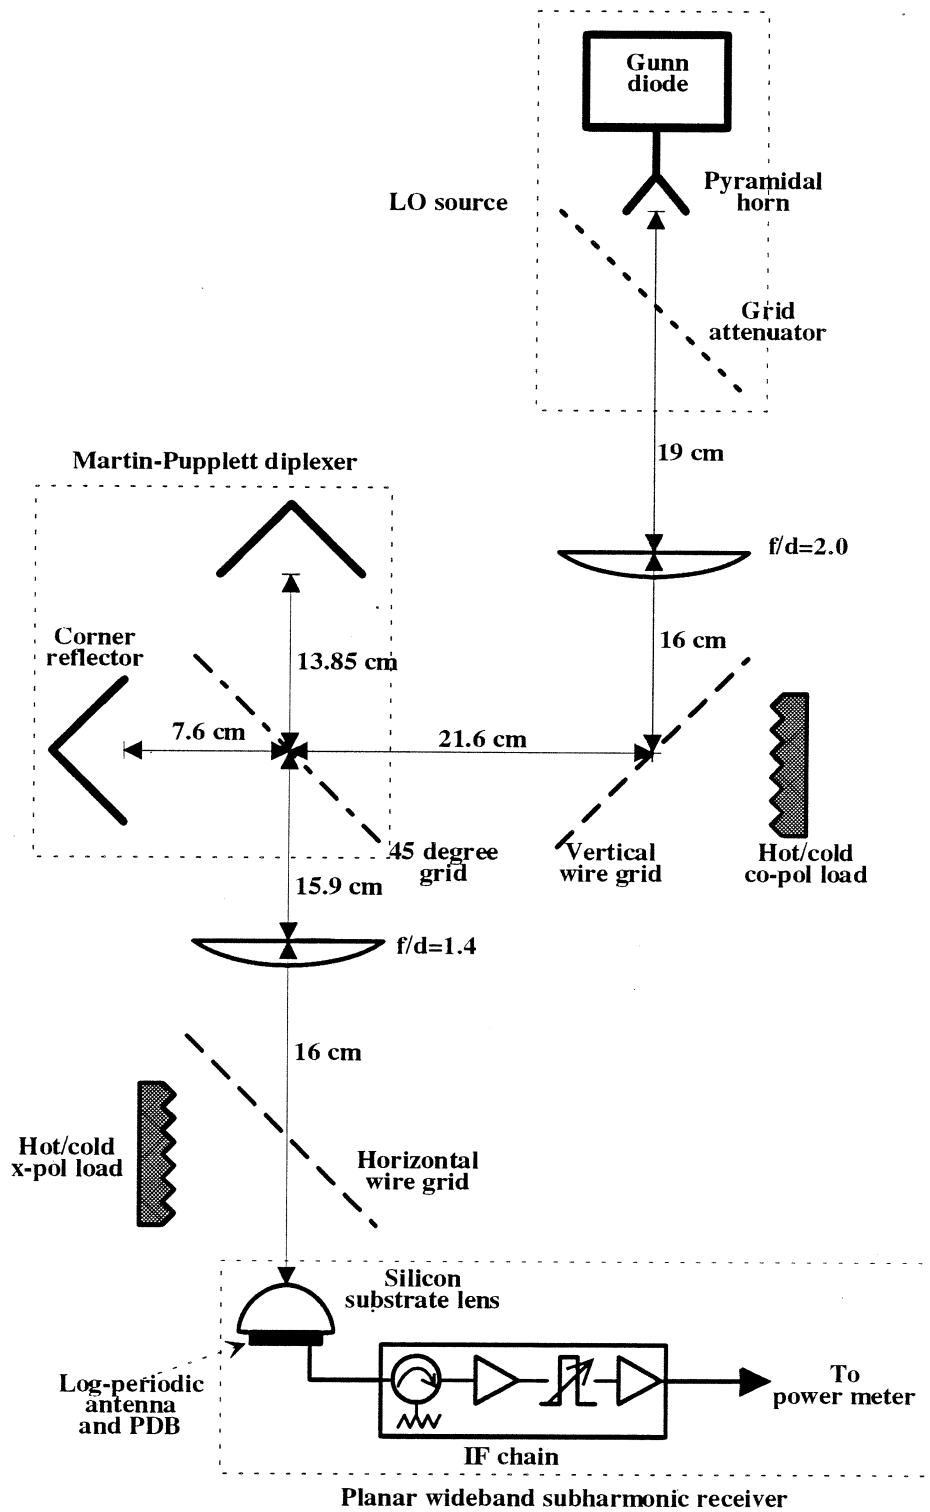 Gunn
diode
LO source
Pyramidal
horn
Grid
attenuator
19 cm
Martin-Pupplett diplexer
f/d=2.0
Corner
reflector
13.85 cm
16 cm
7.6 cm
21.6 cm
45 degree
grid
Vertical
wire grid
Hot/cold
co-pol load
15.9 cm
f/d=1.4
16 cm
Hot/cold
x-pol load
Horizontal
wire grid
Silicon
substrate lens
Log-periodic
antenna
and PDB
To
power meter
IF chain
Planar wideband subharmonic receiver